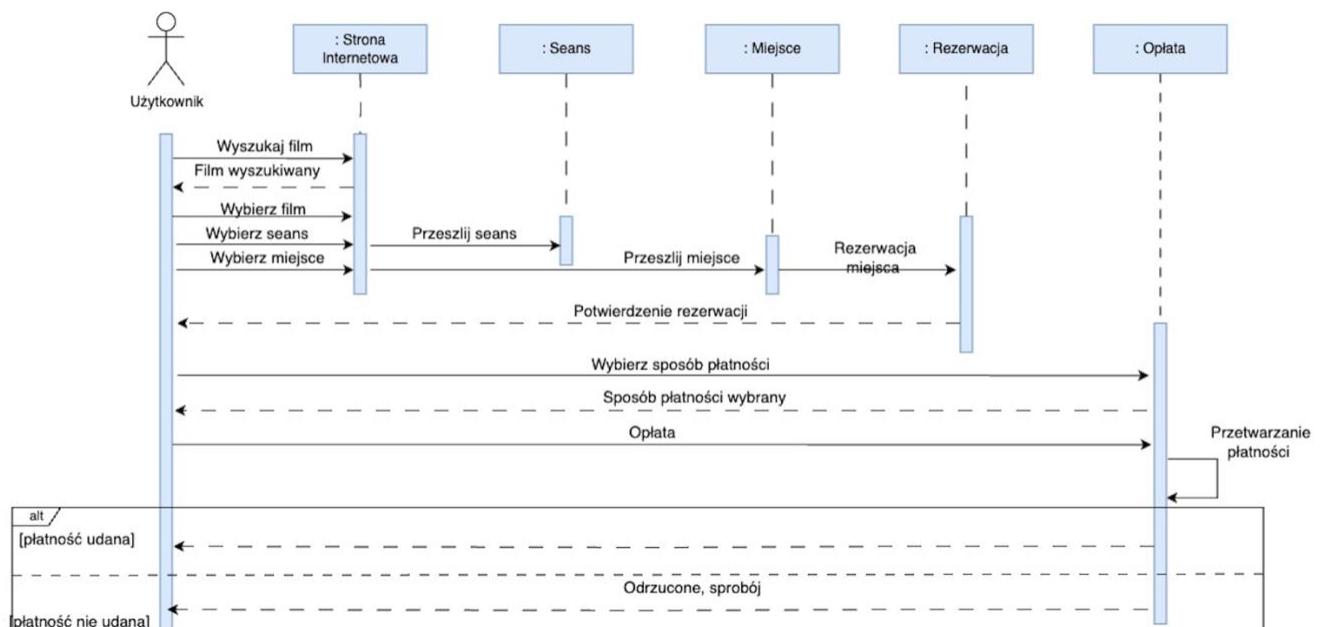 : Strona
Internetowa
: Seans
: Miejsce
: Rezerwacja
: Opłata
Użytkownik
Wyszukaj film
Film wyszukiwany
Wybierz film
Wybierz seans
Przeszlij seans
Wybierz miejsce
Przeszlij miejsce
Rezerwacja
miejsca
Potwierdzenie rezerwacji
Wybierz sposób płatności
Sposób płatności wybrany
Opłata
Przetwarzanie
płatności
alt
[płatność udana]
Odrzucone, spróbój
[płatność nie udana]